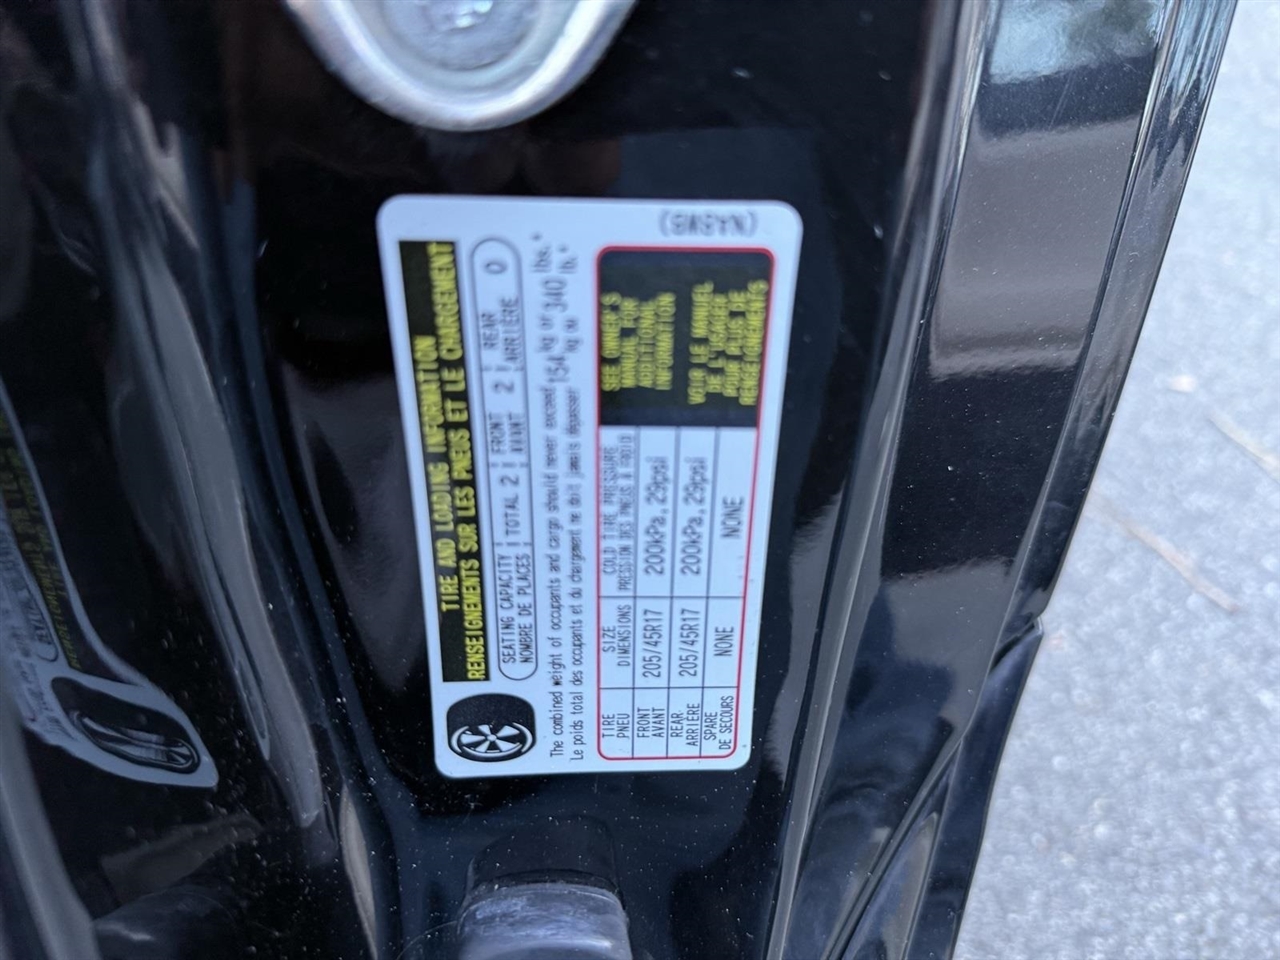 TIRE AND LOADING INFORMATION
RENSEIGNEMENTS SUR LES PNEUS ET LE CHARGEMENT
SEATING CAPACITY TOTAL 2 FRONT 2 REAR 0
NOMBRE DE PLACES AVANT ARRIÈRE
The combined weight of occupants and cargo should never exceed 154 kg or 340 lbs.*
Le poids total des occupants et du chargement ne doit jamais dépasser kg ou lb.*
TIRE SIZE COLD TIRE PRESSURE
PNEU DIMENSIONS PRESSION DES PNEUS À FROID
FRONT
AVANT 205/45R17 200kPa, 29psi
REAR
ARRIÈRE 205/45R17 200kPa, 29psi
SPARE
DE SECOURS NONE NONE
SEE OWNER'S
MANUAL FOR
ADDITIONAL
INFORMATION
VOIR LE MANUEL
DE L'USAGER
POUR PLUS DE
RENSEIGNEMENTS